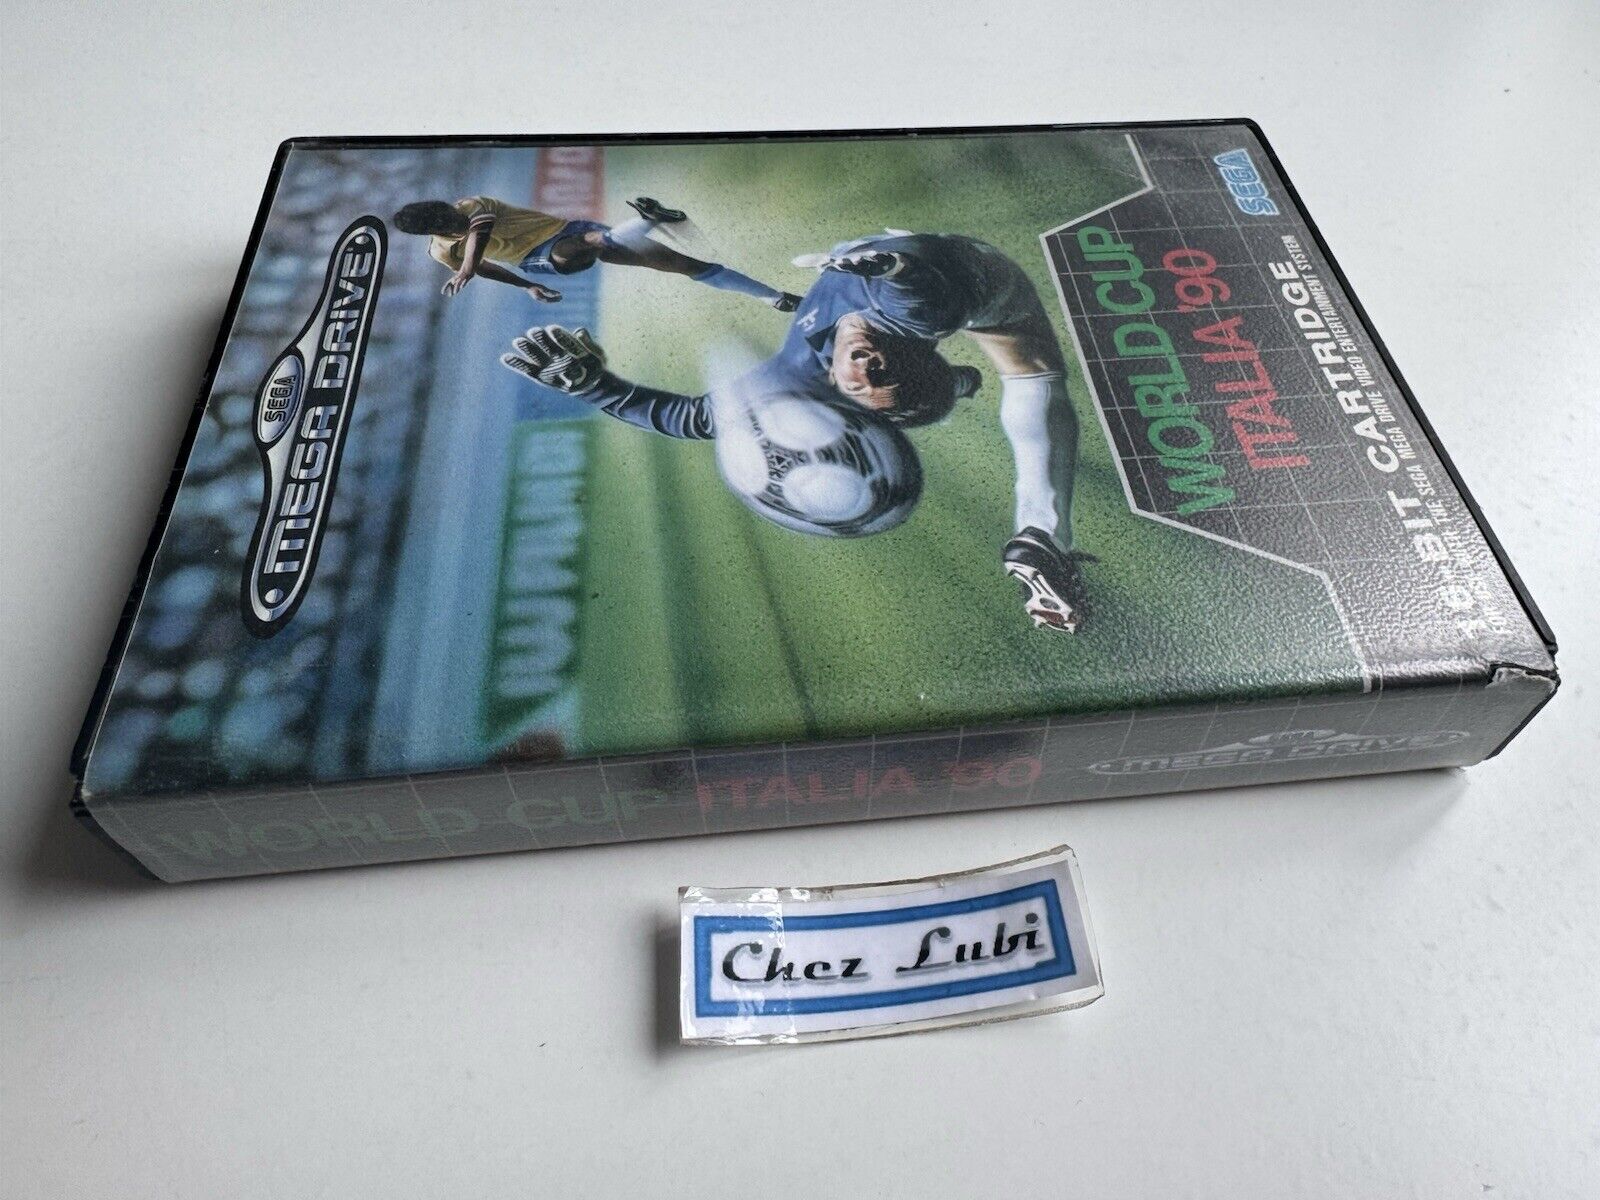 SEGA
MEGA DRIVE
WORLD CUP
ITALIA '90
SEGA
16-BIT CARTRIDGE
FOR USE WITH THE SEGA MEGA DRIVE VIDEO ENTERTAINMENT SYSTEM
WORLD CUP ITALIA '90
MEGA DRIVE
Chez Lubi